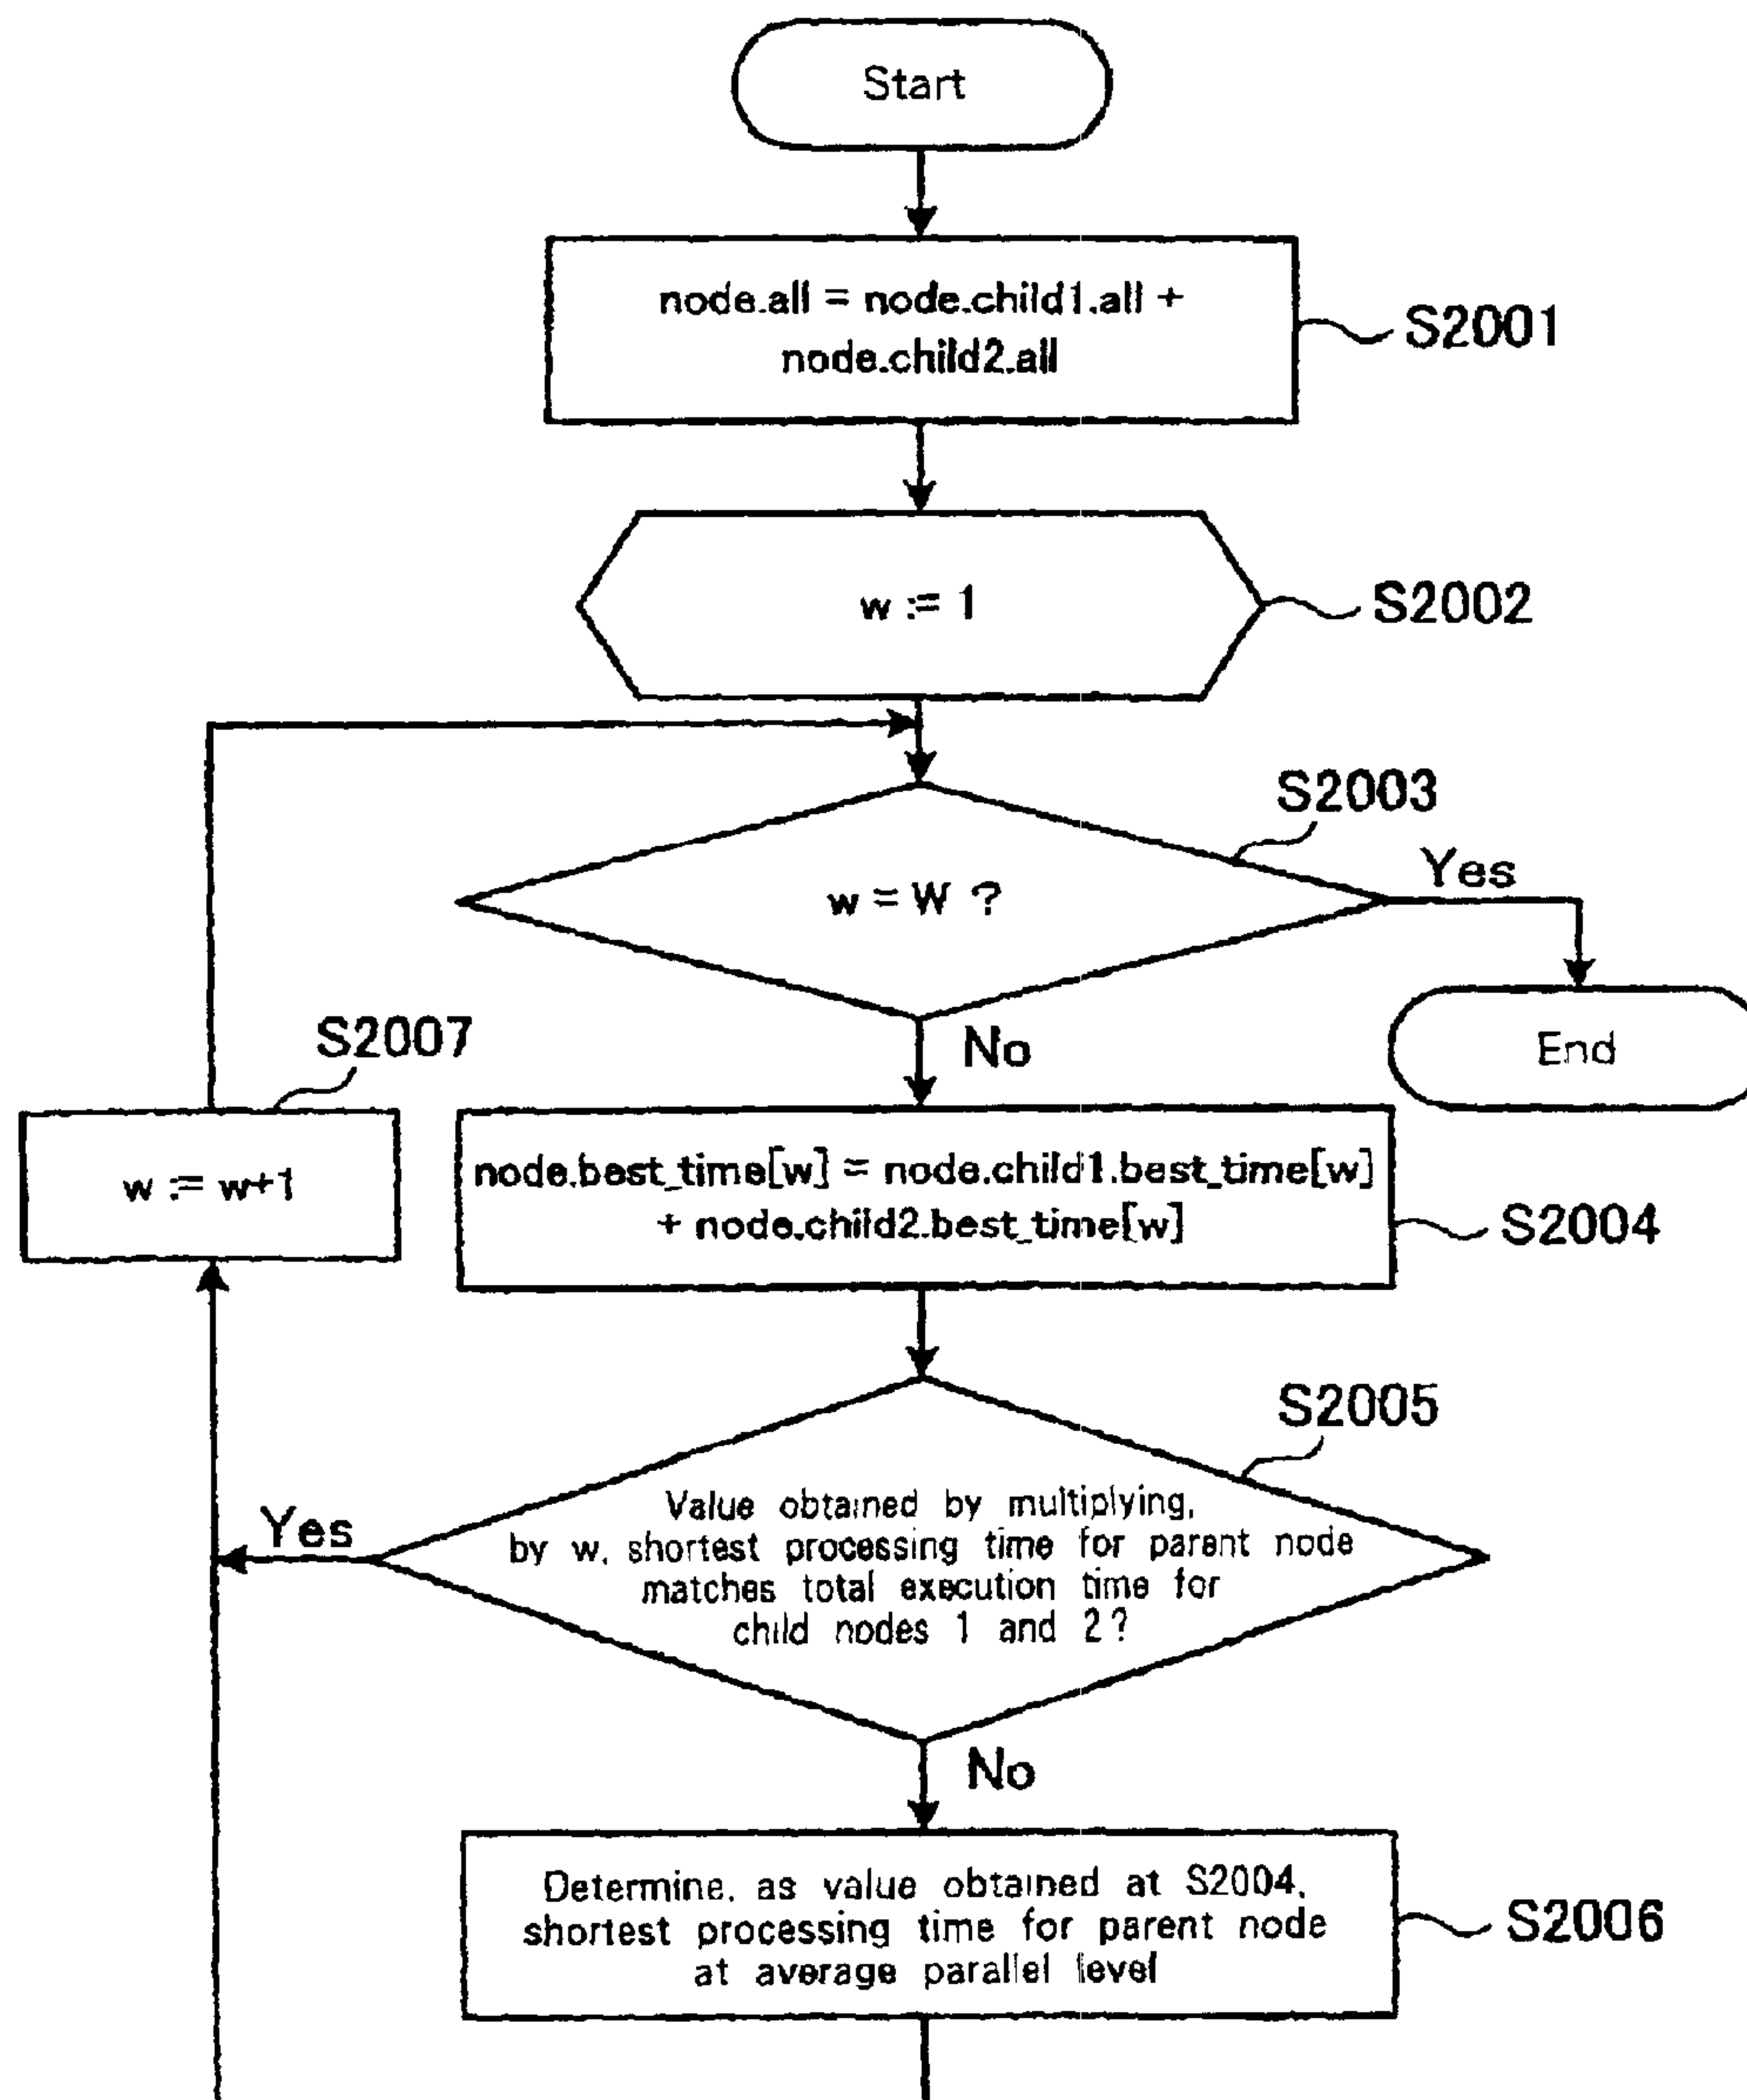 Start
node.all = node.child1.all +
node.child2.all
S2001
w := 1
S2002
S2003
w = W ?
Yes
End
No
S2007
w := w+1
node.best_time[w] = node.child1.best_time[w]
+ node.child2.best_time[w]
S2004
S2005
Value obtained by multiplying,
by w, shortest processing time for parent node
matches total execution time for
child nodes 1 and 2?
Yes
No
Determine, as value obtained at S2004,
shortest processing time for parent node
at average parallel level
S2006